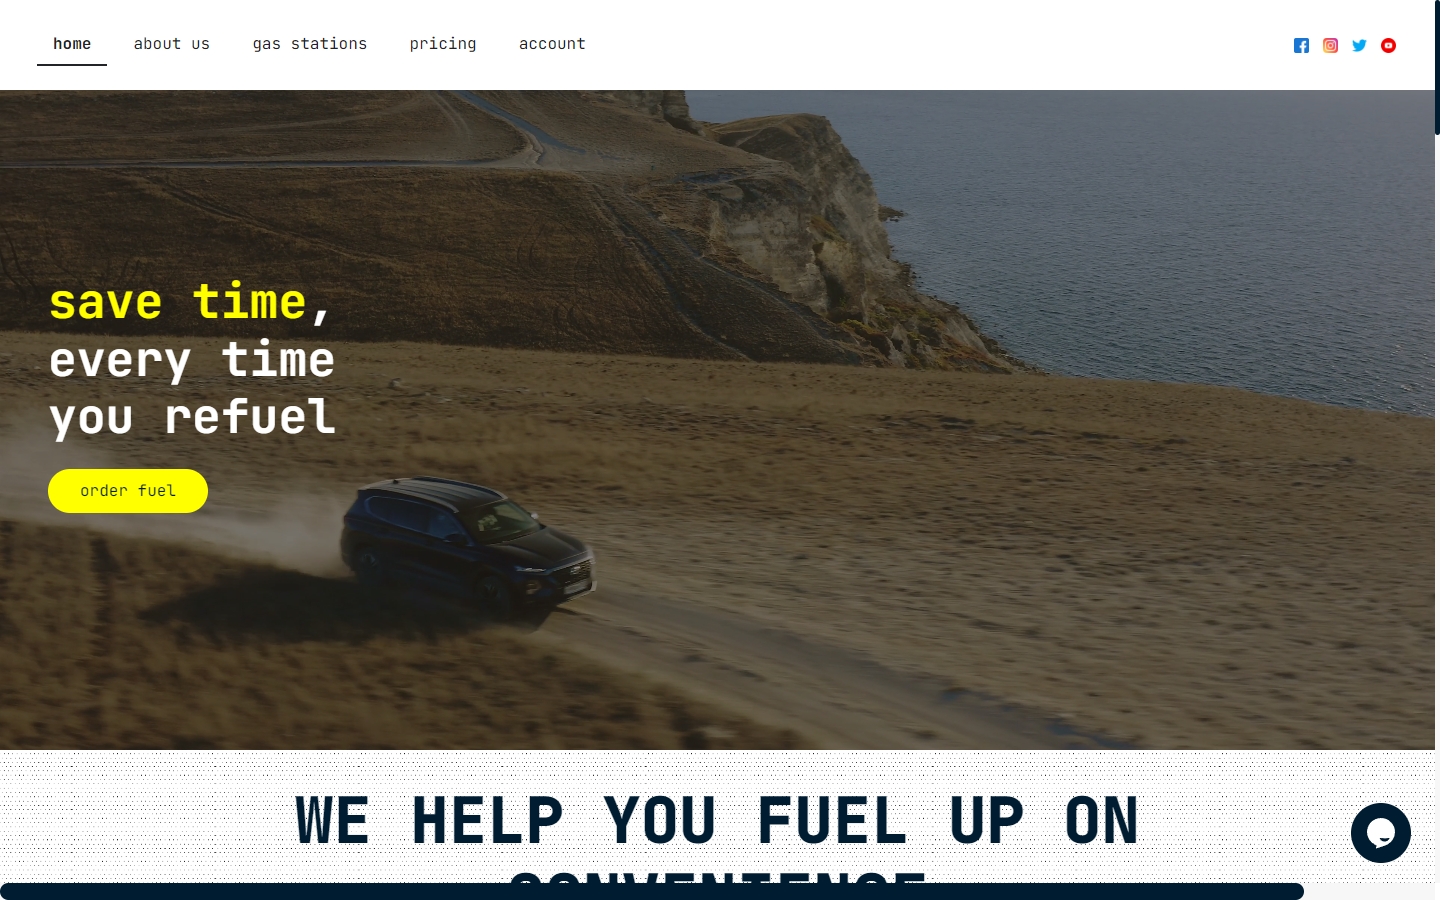 home
about us
gas stations
pricing
account
save time,
every time
you refuel
order fuel
WE HELP YOU FUEL UP ON
CONVENIENCE